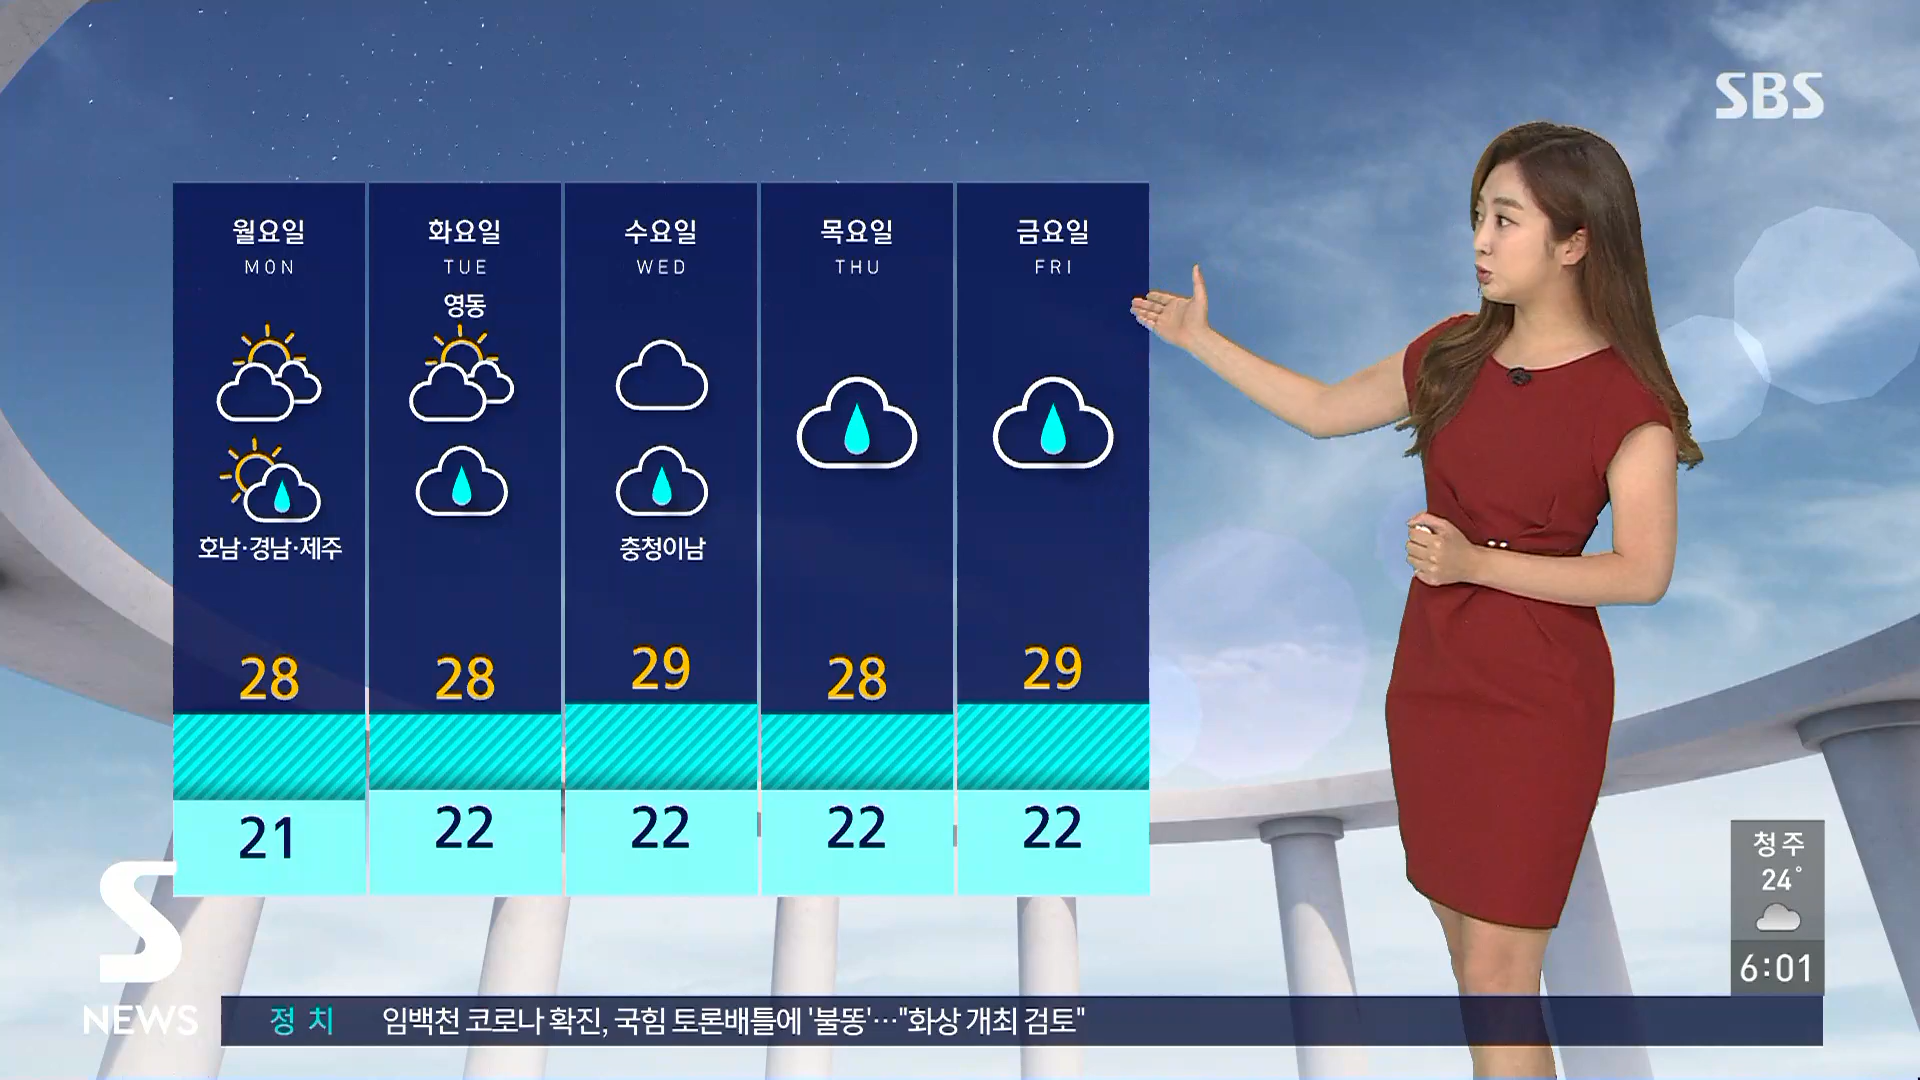 SBS
월요일
MON
호남·경남·제주
28
21
화요일
TUE
영동
28
22
수요일
WED
충청이남
29
22
목요일
THU
28
22
금요일
FRI
29
22
청주
24°
6:01
S
NEWS
정치 임백천 코로나 확진, 국힘 토론배틀에 '불똥'…"화상 개최 검토"